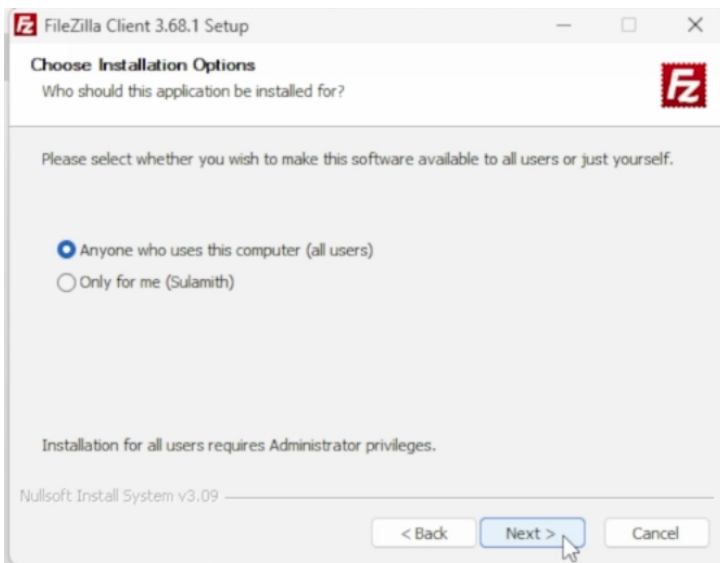 FileZilla Client 3.68.1 Setup
Choose Installation Options
Who should this application be installed for?
Fz
Please select whether you wish to make this software available to all users or just yourself.
Anyone who uses this computer (all users)
Only for me (Sulamith)
Installation for all users requires Administrator privileges.
Nullsoft Install System v3.09
< Back Next > Cancel